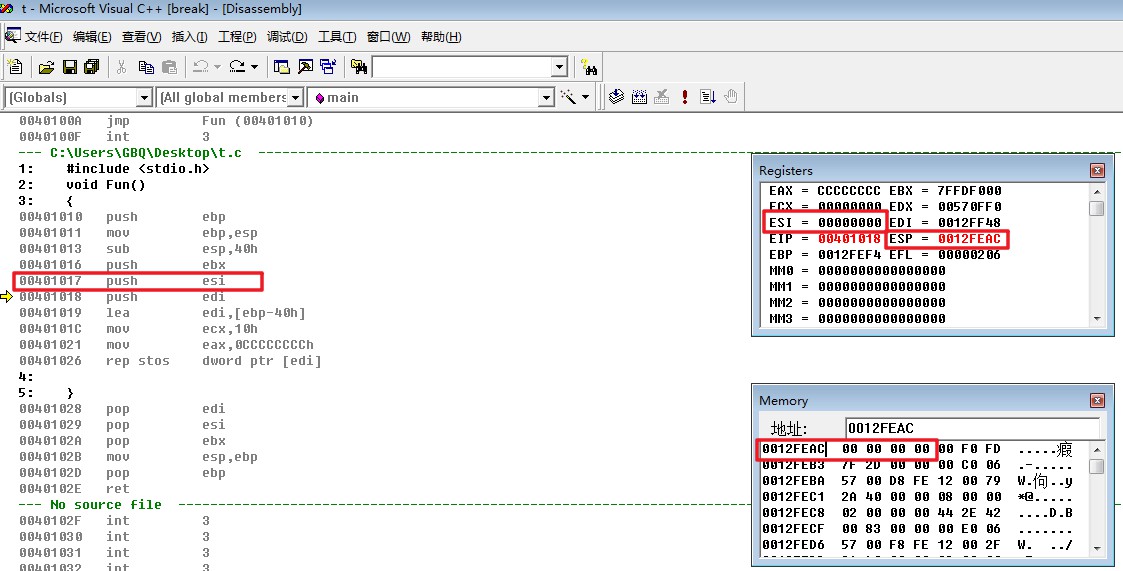 t - Microsoft Visual C++ [break] - [Disassembly]
文件(F) 编辑(E) 查看(V) 插入(I) 工程(P) 调试(D) 工具(T) 窗口(W) 帮助(H)
(Globals) [All global members main
0040100A jmp Fun (00401010)
0040100F int 3
--- C:\Users\GBQ\Desktop\t.c
1: #include <stdio.h>
2: void Fun()
3: {
00401010 push ebp
00401011 mov ebp,esp
00401013 sub esp,40h
00401016 push ebx
00401017 push esi
00401018 push edi
00401019 lea edi,[ebp-40h]
0040101C mov ecx,10h
00401021 mov eax,0CCCCCCCCh
00401026 rep stos dword ptr [edi]
4:
5: }
00401028 pop edi
00401029 pop esi
0040102A pop ebx
0040102B mov esp,ebp
0040102D pop ebp
0040102E ret
--- No source file
0040102F int 3
00401030 int 3
00401031 int 3
00401032 int 3
Registers
EAX = CCCCCCCC EBX = 7FFDF000
ECX = 00000000 EDX = 00570FF0
ESI = 00000000 EDI = 0012FF48
EIP = 00401018 ESP = 0012FEAC
EBP = 0012FEF4 EFL = 00000206
MM0 = 0000000000000000
MM1 = 0000000000000000
MM2 = 0000000000000000
MM3 = 0000000000000000
Memory
地址: 0012FEAC
0012FEAC 00 00 00 00 00 F0 FD .....瘕
0012FEB3 7F 2D 00 00 00 C0 06 .-.....
0012FEBA 57 00 D8 FE 12 00 79 W.佝..y
0012FEC1 2A 40 00 00 08 00 00 *@.....
0012FEC8 02 00 00 00 44 2E 42 ....D.B
0012FECF 00 83 00 00 00 E0 06 .......
0012FED6 57 00 F8 FE 12 00 2F W. ../